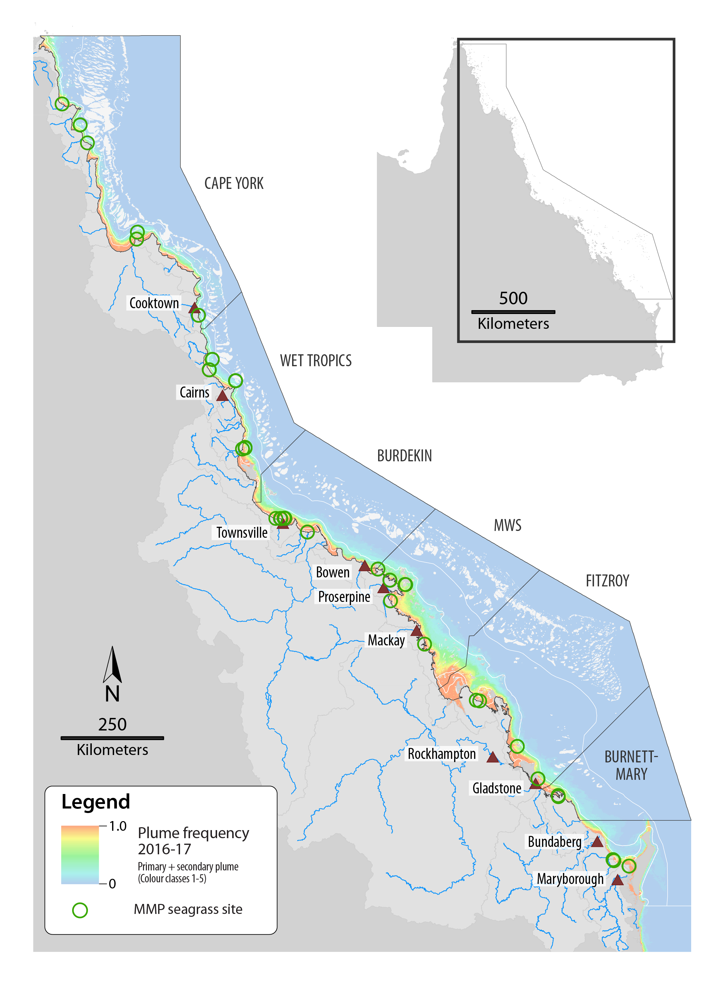 CAPE YORK
500
Kilometers
Cooktown
WET TROPICS
Cairns
BURDEKIN
MWS
Townsville
Bowen
FITZROY
Proserpine
Mackay
N
250
Kilometers
Rockhampton
BURNETT-
MARY
Gladstone
Legend
1.0
Plume frequency
2016-17
Primary + secondary plume
(Colour classes 1-5)
0
MMP seagrass site
Bundaberg
Maryborough